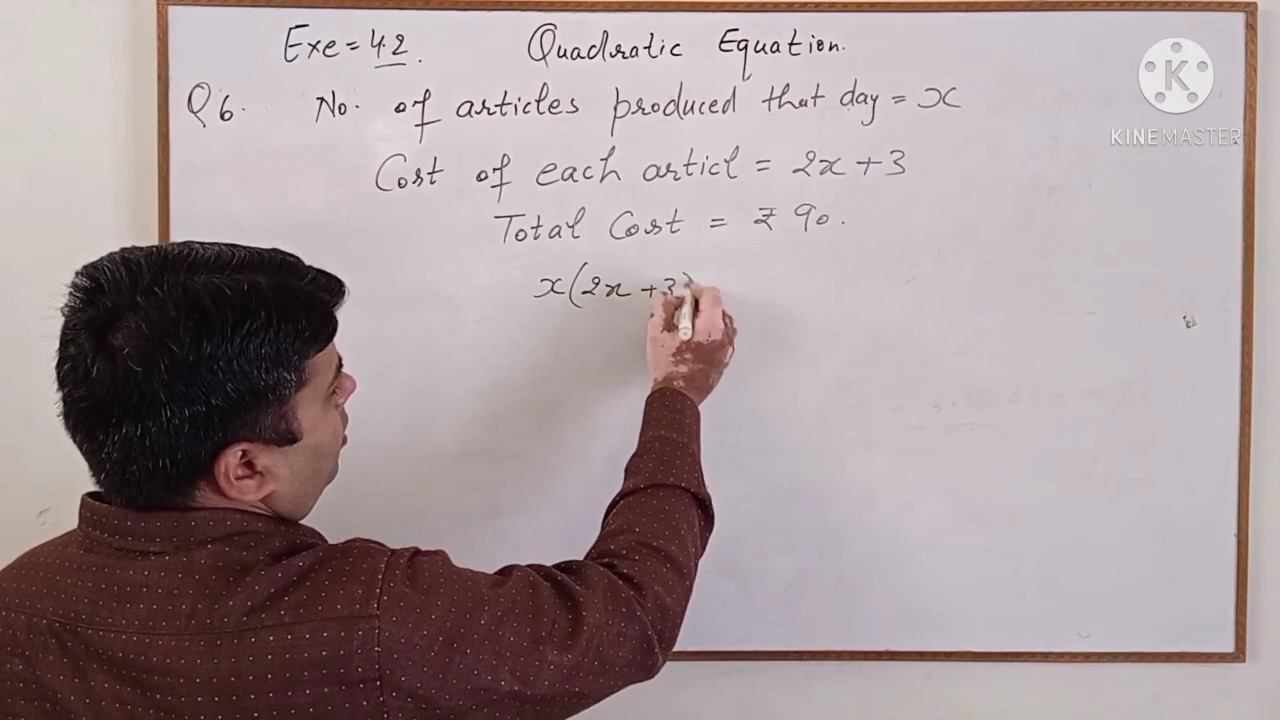 Exe = 4.2. Quadratic Equation.
KINEMASTER
Q6. No. of articles produced that day = x
Cost of each articl = 2x + 3
Total Cost = ₹ 90.
x(2x + 3)